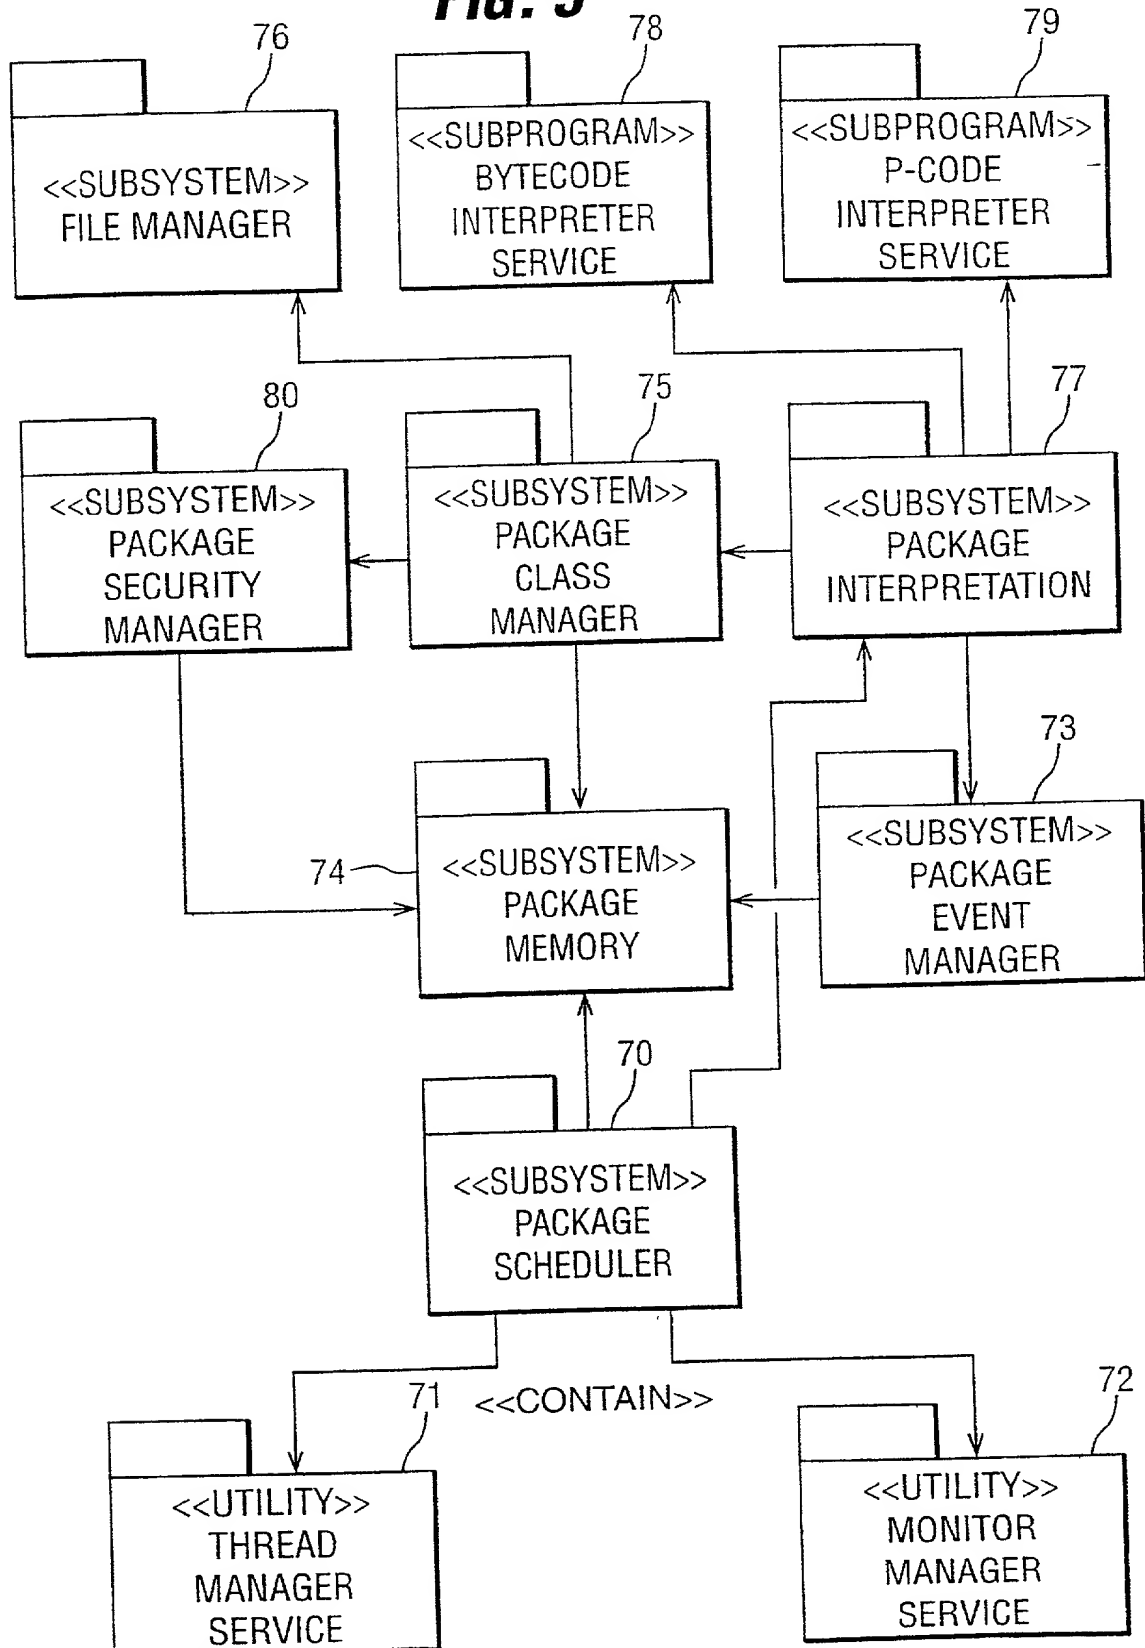 FIG. 5
76
78
79
<<SUBSYSTEM>>
FILE MANAGER
<<SUBPROGRAM>>
BYTECODE
INTERPRETER
SERVICE
<<SUBPROGRAM>>
P-CODE
INTERPRETER
SERVICE
80
75
77
<<SUBSYSTEM>>
PACKAGE
SECURITY
MANAGER
<<SUBSYSTEM>>
PACKAGE
CLASS
MANAGER
<<SUBSYSTEM>>
PACKAGE
INTERPRETATION
73
74
<<SUBSYSTEM>>
PACKAGE
MEMORY
<<SUBSYSTEM>>
PACKAGE
EVENT
MANAGER
70
<<SUBSYSTEM>>
PACKAGE
SCHEDULER
71
<<CONTAIN>>
72
<<UTILITY>>
THREAD
MANAGER
SERVICE
<<UTILITY>>
MONITOR
MANAGER
SERVICE